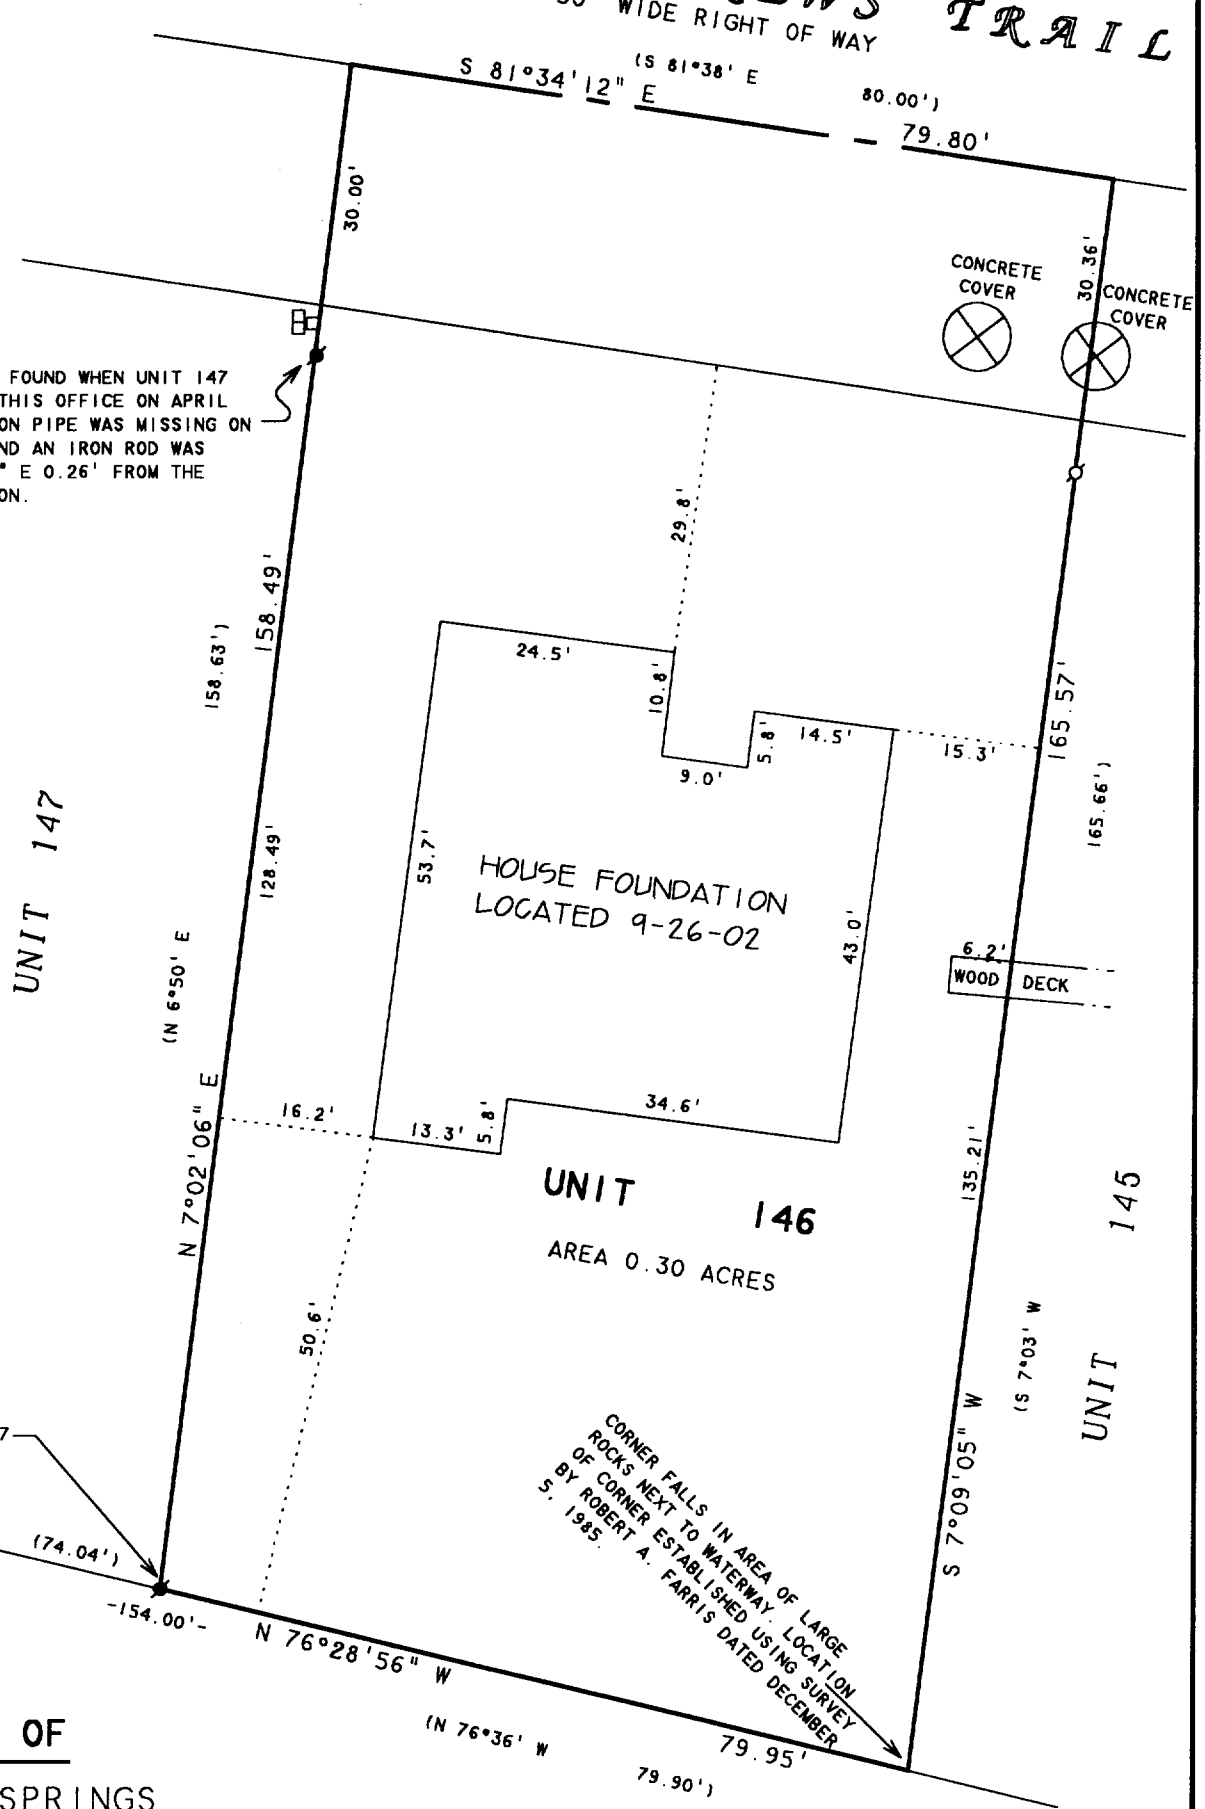 TRAIL
WIDE RIGHT OF WAY
(S 81°38' E 80.00')
S 81°34'12" E 79.80'
30.00'
30.36'
CONCRETE
COVER
CONCRETE
COVER
FOUND WHEN UNIT 147
THIS OFFICE ON APRIL
ON PIPE WAS MISSING ON
ND AN IRON ROD WAS
" E 0.26' FROM THE
ON.
29.8'
158.49'
(158.63')
24.5'
10.8'
9.0'
5.8'
14.5'
15.3'
165.57'
(165.66')
UNIT 147
128.49'
53.7'
HOUSE FOUNDATION
LOCATED 9-26-02
43.0'
6.2'
WOOD DECK
(N 6°50' E
N 7°02'06" E
16.2'
13.3'
5.8'
34.6'
135.21'
UNIT 146
AREA 0.30 ACRES
UNIT 145
50.6'
(S 7°03' W
S 7°09'05" W
CORNER FALLS IN AREA OF LARGE
ROCKS NEXT TO WATERWAY. LOCATION
OF CORNER ESTABLISHED USING SURVEY
BY ROBERT A. FARRIS DATED DECEMBER
5, 1985.
7
(74.04')
-154.00'-
N 76°28'56" W 79.95'
(N 76°36' W 79.90')
OF
SPRINGS